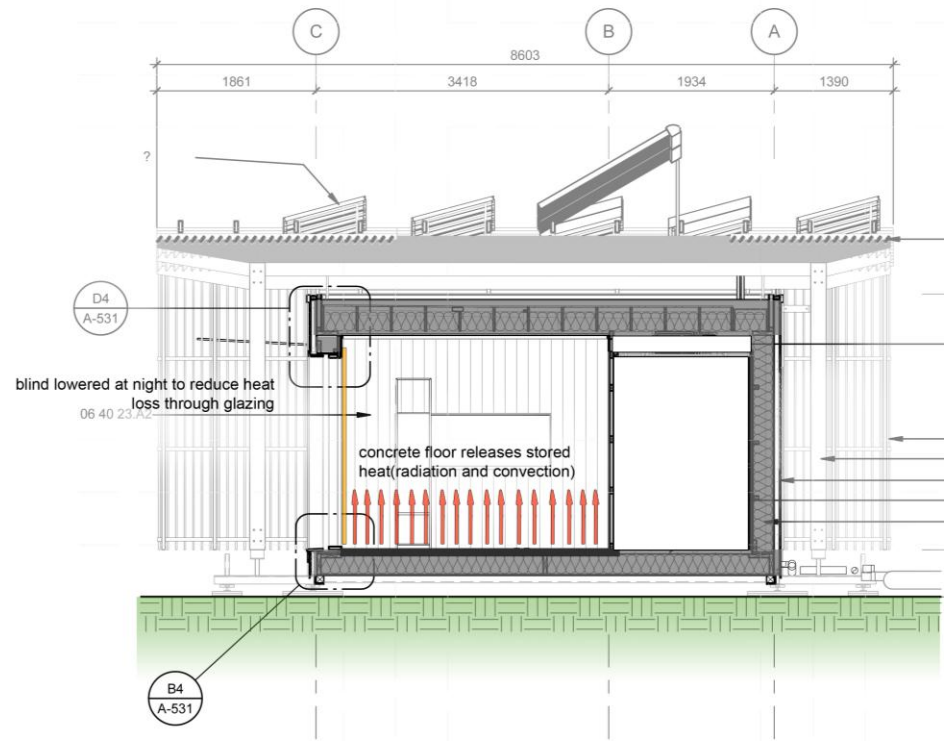 C
B
A
8603
1861
3418
1934
1390
?
D4
A-531
blind lowered at night to reduce heat
loss through glazing
06 40 23.A2
concrete floor releases stored
heat(radiation and convection)
B4
A-531